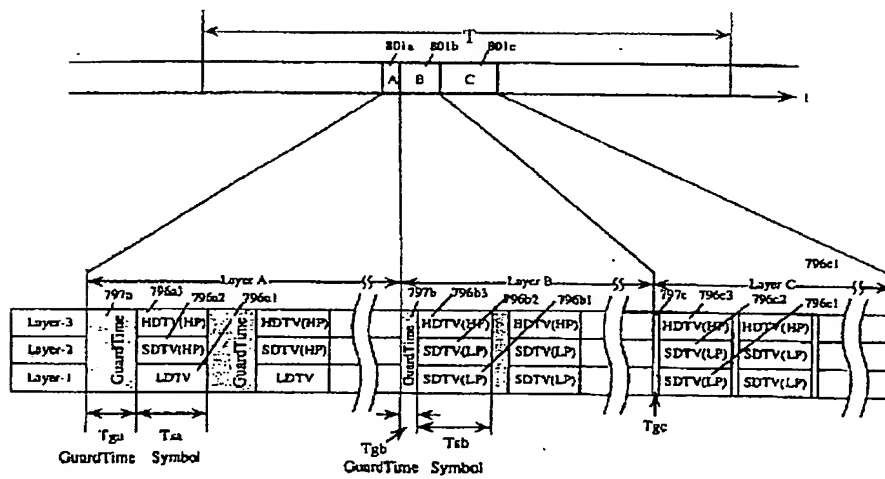 T
801a 801b 801c
A B C
t
796c1
Layer A Layer B Layer C
797a 796a3 796a2 796a1 797b 796b3 796b2 796b1 797c 796c3 796c2 796c1
Layer-3 GuardTime HDTV(HP) GuardTime HDTV(HP) GuardTime HDTV(HP) HDTV(HP) HDTV(HP) HDTV(HP)
Layer-2 SDTV(HP) SDTV(HP) SDTV(LP) SDTV(LP) SDTV(LP) SDTV(LP)
Layer-1 LDTV LDTV SDTV(LP) SDTV(LP) SDTV(LP) SDTV(LP)
Tga Tsa Tgb Tsb Tgc
GuardTime Symbol GuardTime Symbol